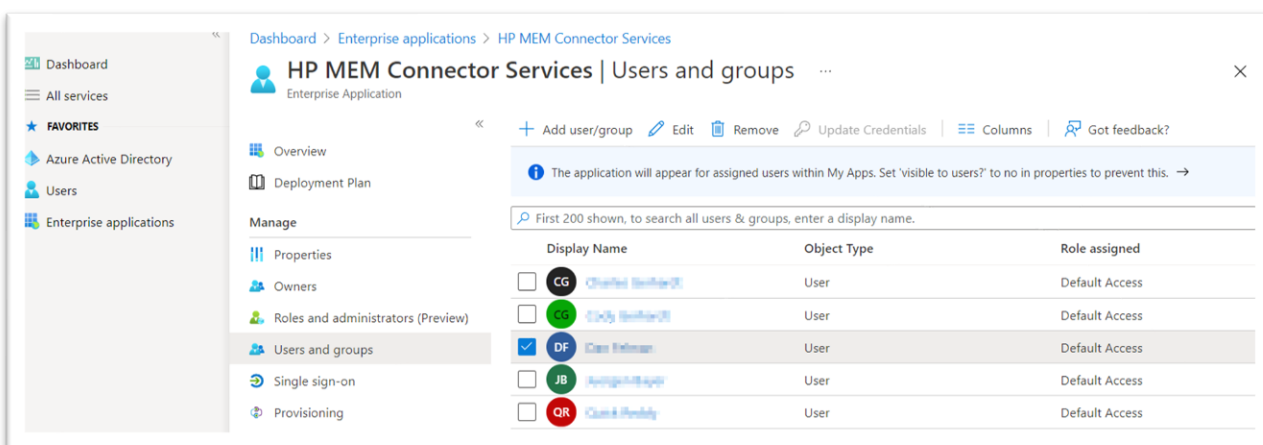 Dashboard > Enterprise applications > HP MEM Connector Services
HP MEM Connector Services | Users and groups ...
Enterprise Application
Dashboard
All services
FAVORITES
Azure Active Directory
Users
Enterprise applications
Overview
Deployment Plan
Manage
Properties
Owners
Roles and administrators (Preview)
Users and groups
Single sign-on
Provisioning
Add user/group Edit Remove Update Credentials Columns Got feedback?
The application will appear for assigned users within My Apps. Set 'visible to users?' to no in properties to prevent this. →
First 200 shown, to search all users & groups, enter a display name.
Display Name Object Type Role assigned
CG User Default Access
CG User Default Access
DF User Default Access
JB User Default Access
QR User Default Access